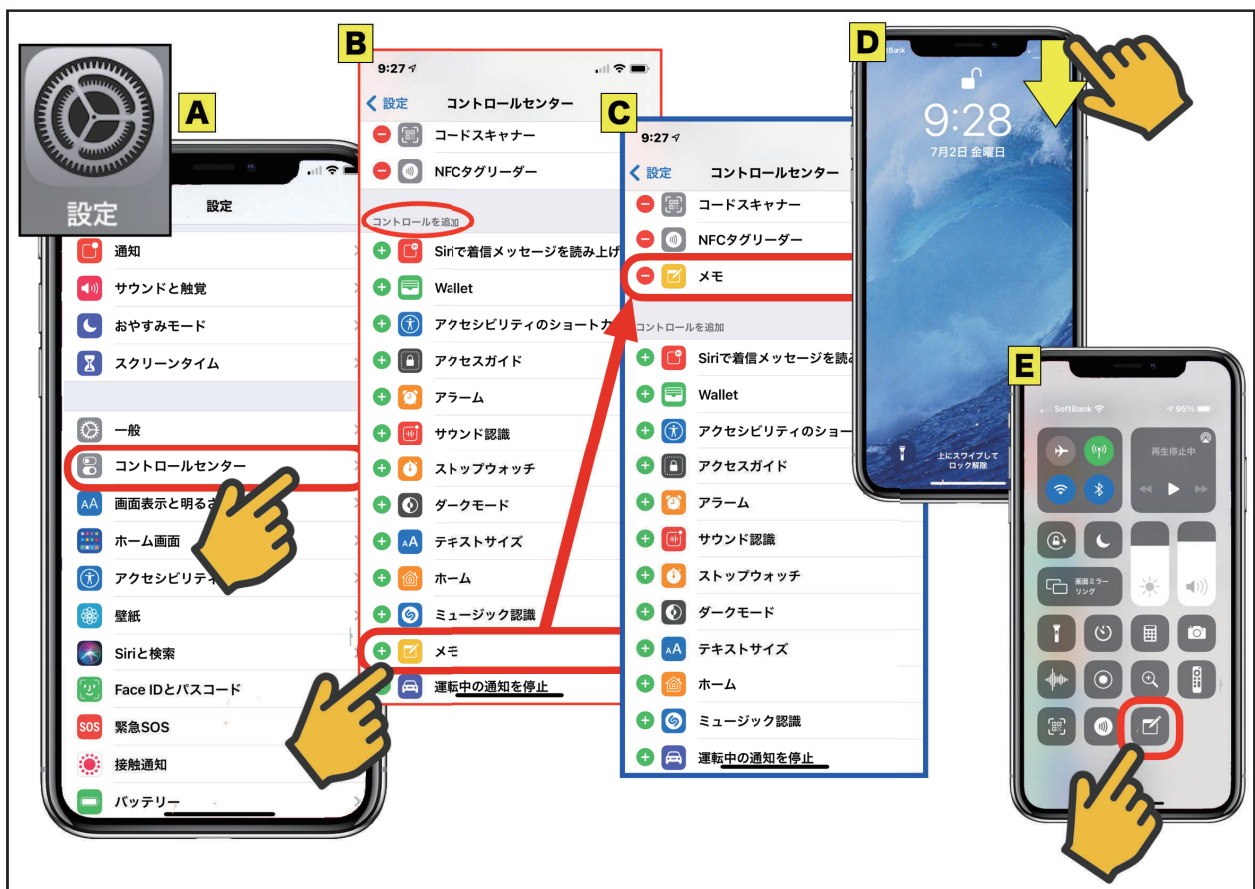 設定
A
設定
通知
サウンドと触覚
おやすみモード
スクリーンタイム
一般
コントロールセンター
AA 画面表示と明るさ
ホーム画面
アクセシビリティ
壁紙
Siriと検索
Face IDとパスコード
SOS 緊急SOS
接触通知
バッテリー
B
9:27
設定 コントロールセンター
コードスキャナー
NFCタグリーダー
コントロールを追加
Siriで着信メッセージを読み上げ
Wallet
アクセシビリティのショートカ
アクセスガイド
アラーム
サウンド認識
ストップウォッチ
ダークモード
AA テキストサイズ
ホーム
ミュージック認識
メモ
運転中の通知を停止
C
9:27
設定 コントロールセンター
コードスキャナー
NFCタグリーダー
メモ
コントロールを追加
Siriで着信メッセージを読み
Wallet
アクセシビリティのショー
アクセスガイド
アラーム
サウンド認識
ストップウォッチ
ダークモード
AA テキストサイズ
ホーム
ミュージック認識
運転中の通知を停止
D
9:28
7月2日 金曜日
上にスワイプして
ロック解除
E
SoftBank 95%
再生停止中
画面ミラー
リング